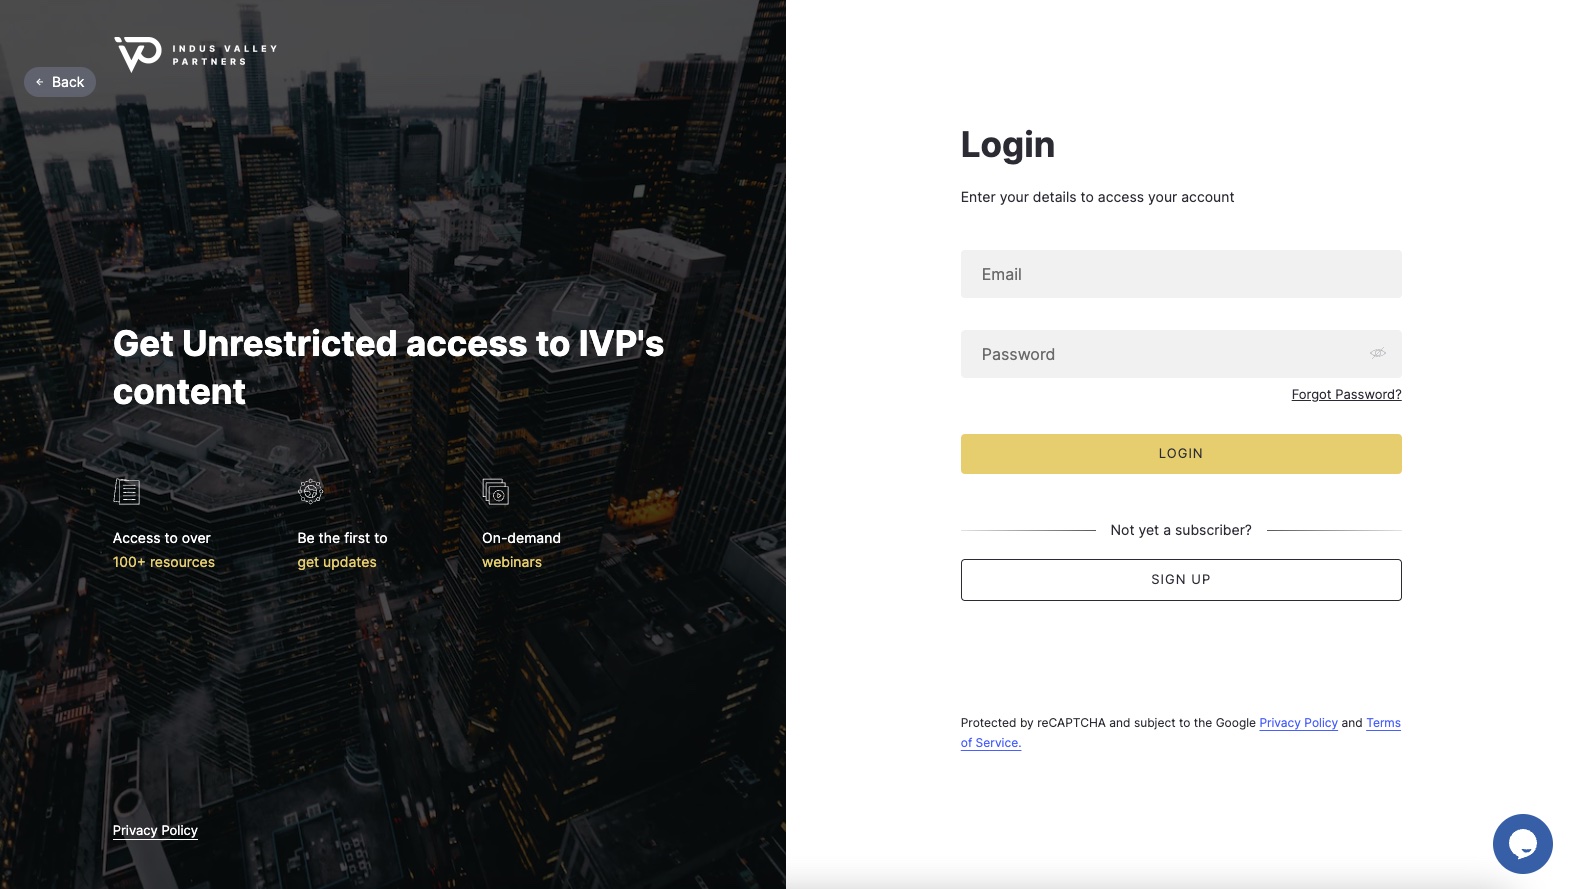 INDUS VALLEY
PARTNERS
Back
Get Unrestricted access to IVP's
content
Access to over
100+ resources
Be the first to
get updates
On-demand
webinars
Privacy Policy
Login
Enter your details to access your account
Email
Password
Forgot Password?
LOGIN
Not yet a subscriber?
SIGN UP
Protected by reCAPTCHA and subject to the Google Privacy Policy and Terms
of Service.